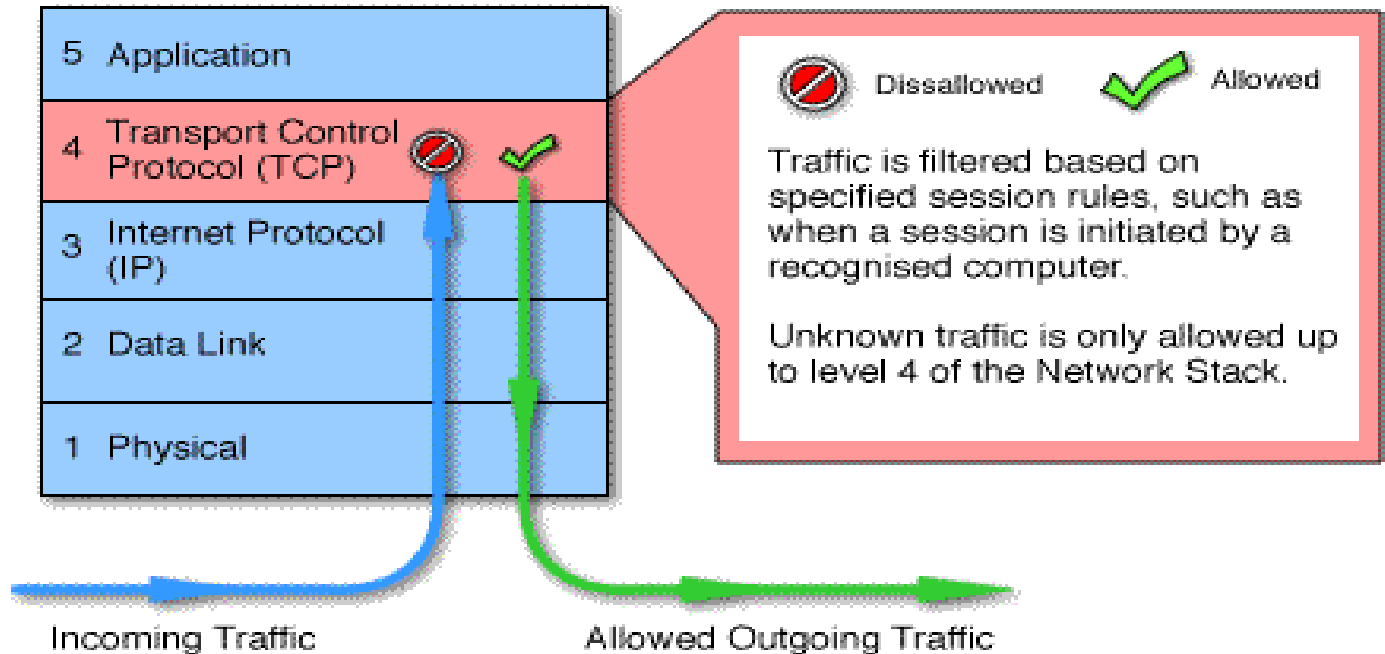 5 Application
4 Transport Control
Protocol (TCP)
3 Internet Protocol
(IP)
2 Data Link
1 Physical
Incoming Traffic
Allowed Outgoing Traffic
Dissallowed
Allowed
Traffic is filtered based on
specified session rules, such as
when a session is initiated by a
recognised computer.
Unknown traffic is only allowed up
to level 4 of the Network Stack.